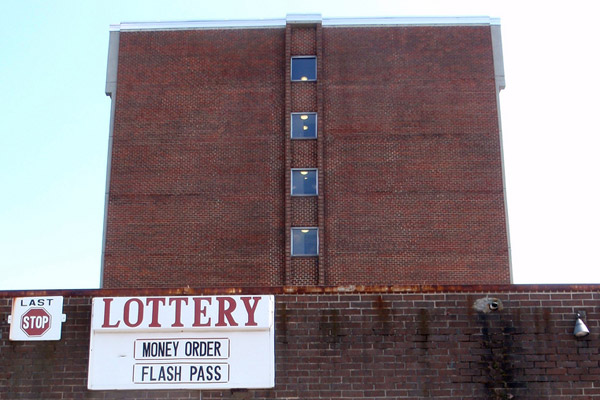 LAST
STOP
LOTTERY
MONEY ORDER
FLASH PASS